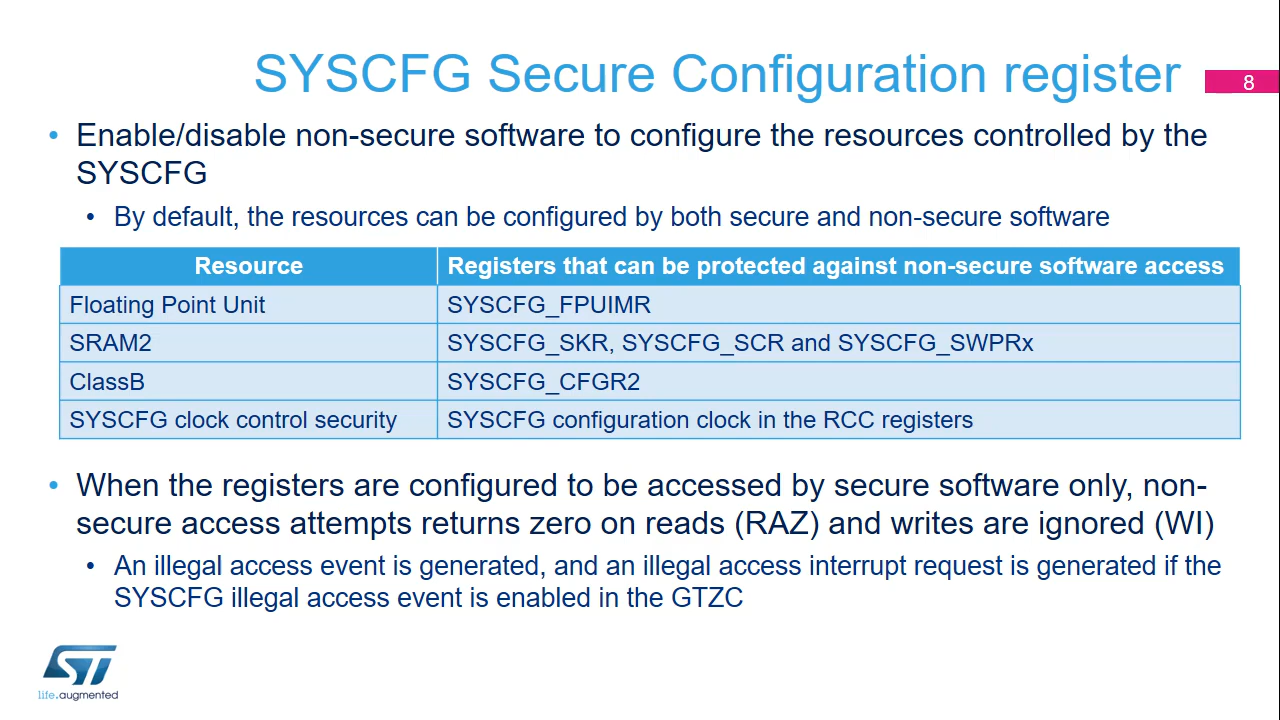 SYSCFG Secure Configuration register
8
• Enable/disable non-secure software to configure the resources controlled by the
SYSCFG
• By default, the resources can be configured by both secure and non-secure software
Resource Registers that can be protected against non-secure software access
Floating Point Unit SYSCFG_FPUIMR
SRAM2 SYSCFG_SKR, SYSCFG_SCR and SYSCFG_SWPRx
ClassB SYSCFG_CFGR2
SYSCFG clock control security SYSCFG configuration clock in the RCC registers
• When the registers are configured to be accessed by secure software only, non-
secure access attempts returns zero on reads (RAZ) and writes are ignored (WI)
• An illegal access event is generated, and an illegal access interrupt request is generated if the
SYSCFG illegal access event is enabled in the GTZC
ST
life.augmented